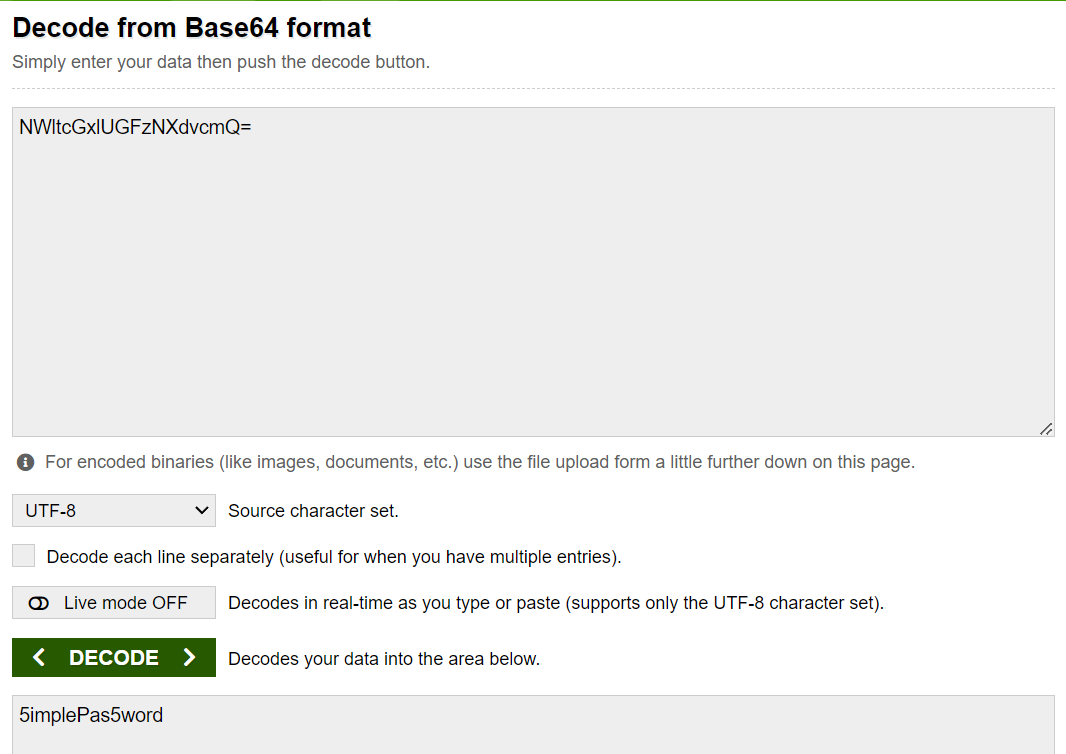 Decode from Base64 format
Simply enter your data then push the decode button.
NWltcGxlUGFzNXdvcmQ=
For encoded binaries (like images, documents, etc.) use the file upload form a little further down on this page.
UTF-8 Source character set.
Decode each line separately (useful for when you have multiple entries).
Live mode OFF Decodes in real-time as you type or paste (supports only the UTF-8 character set).
DECODE Decodes your data into the area below.
5implePas5word